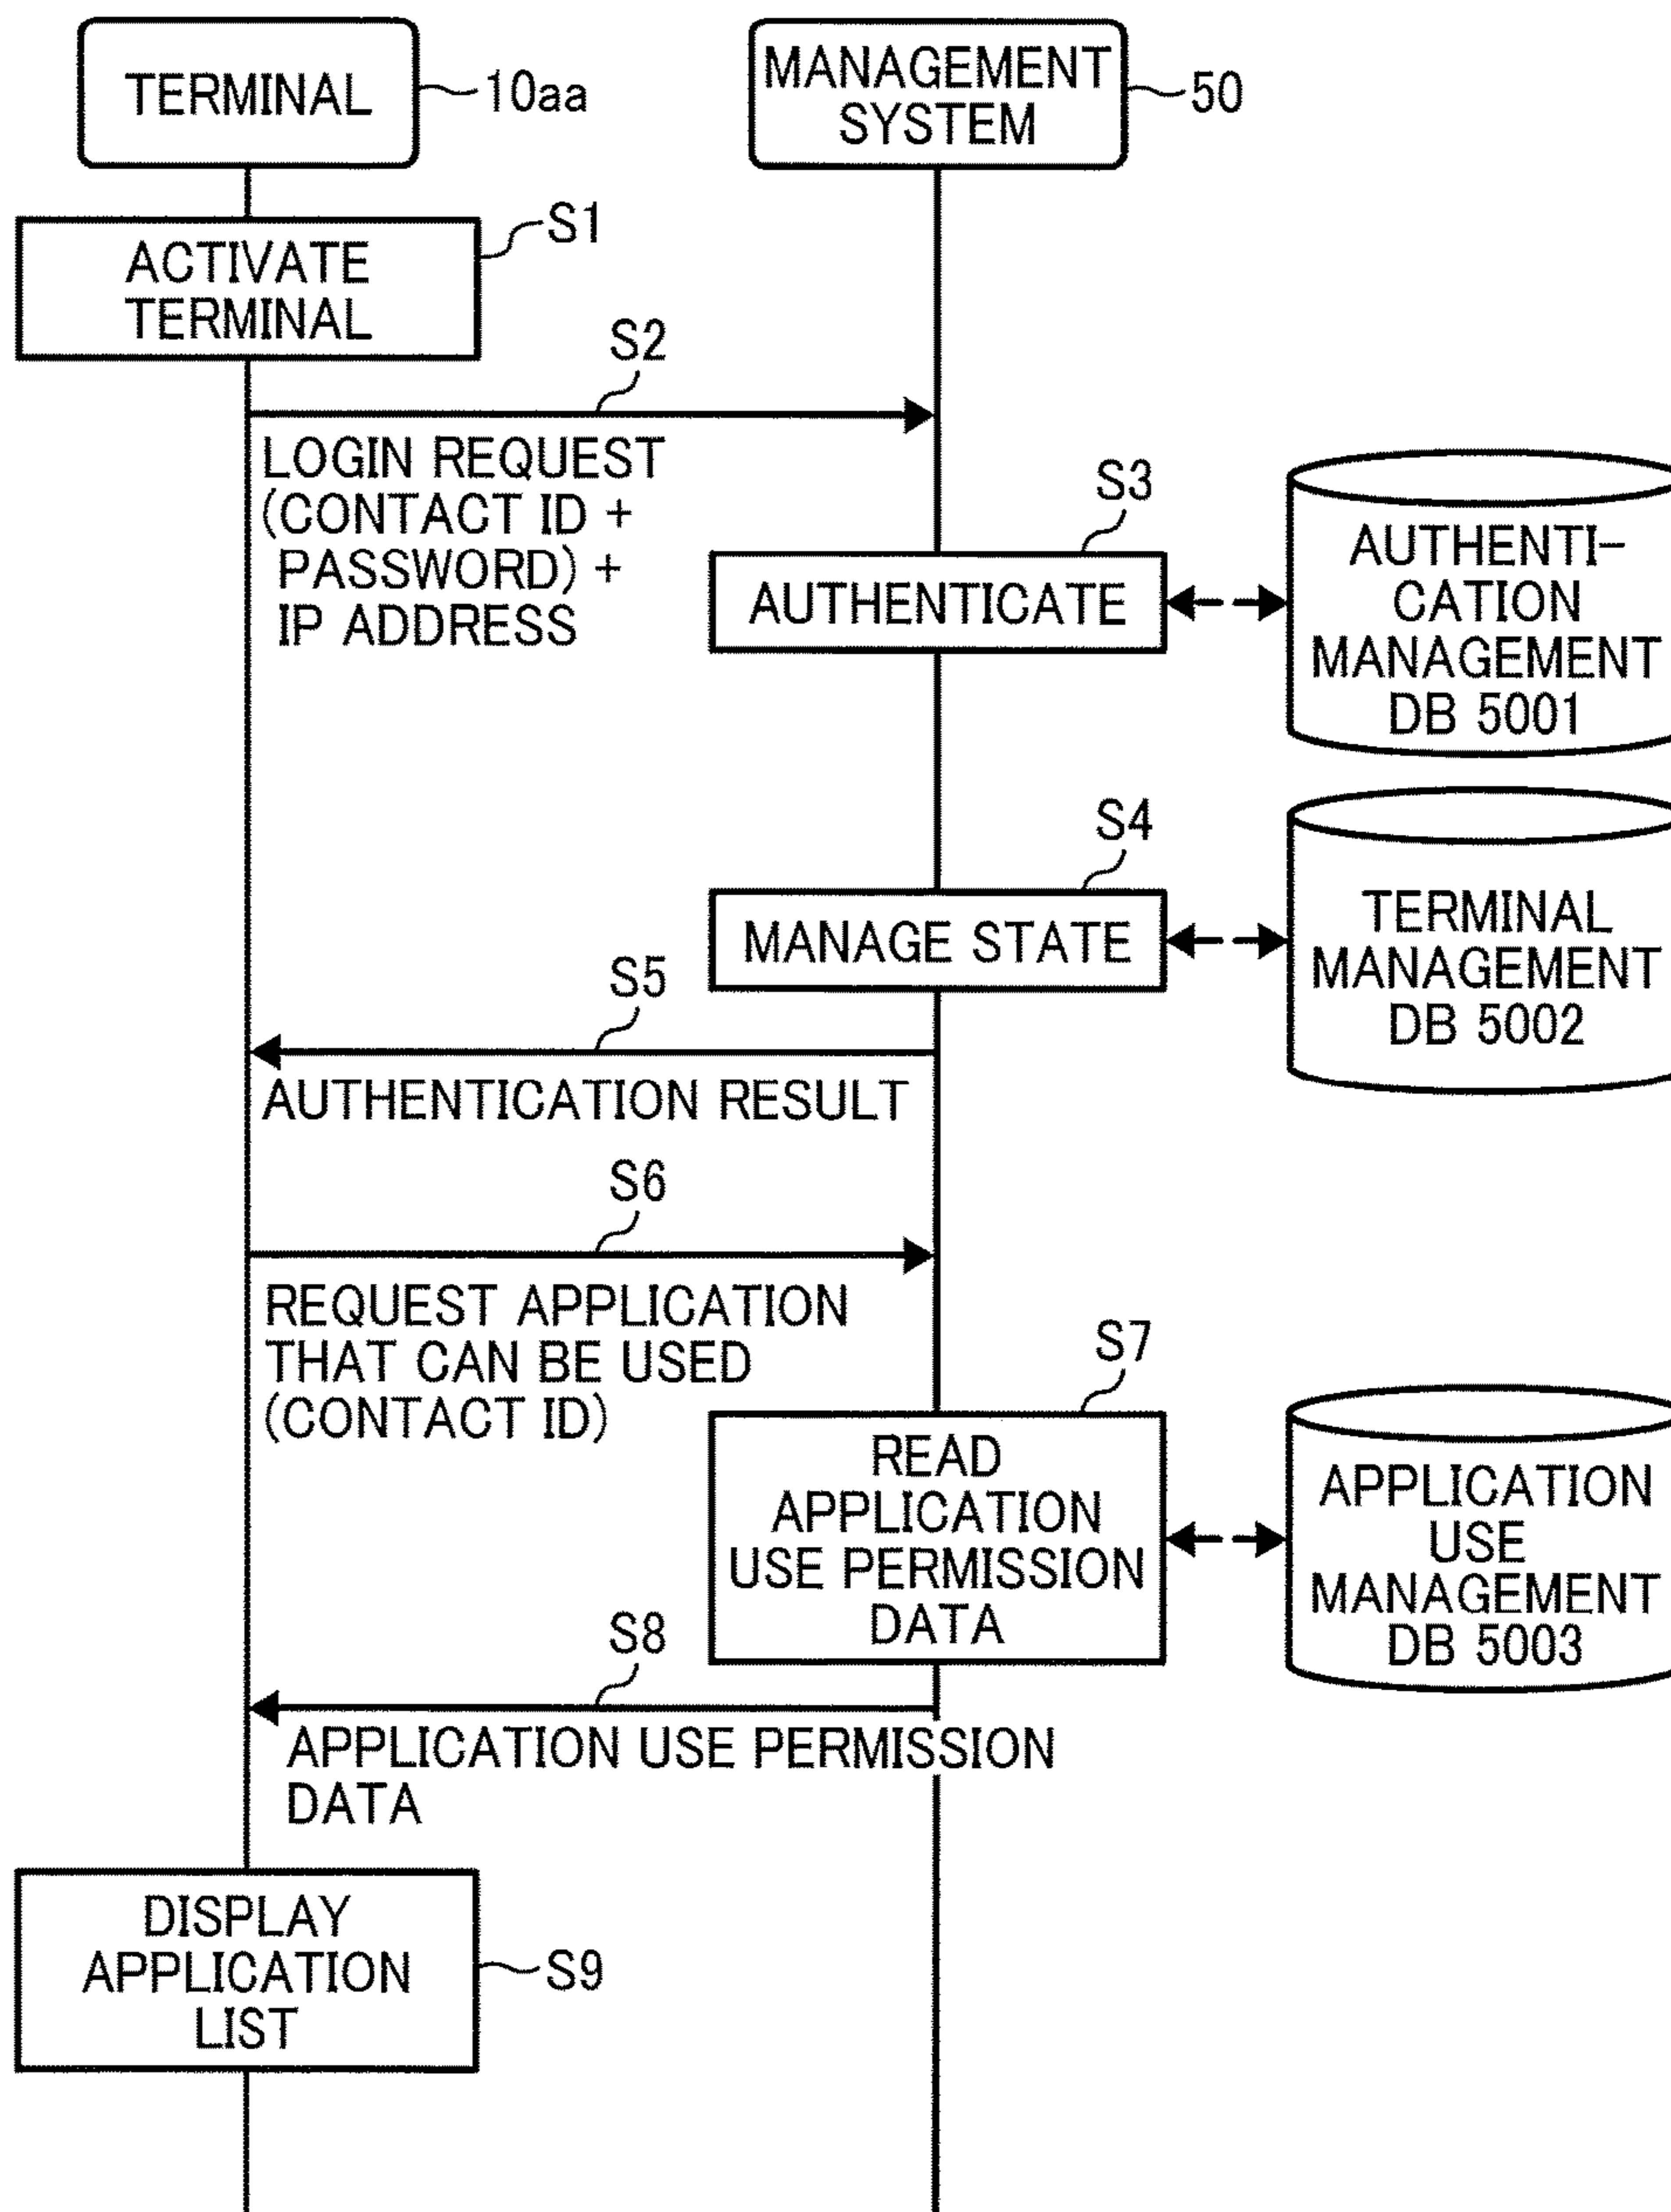 TERMINAL
10aa
MANAGEMENT
SYSTEM
50
S1
ACTIVATE
TERMINAL
S2
LOGIN REQUEST
(CONTACT ID +
PASSWORD) +
IP ADDRESS
S3
AUTHENTICATE
AUTHENTI-
CATION
MANAGEMENT
DB 5001
S4
MANAGE STATE
TERMINAL
MANAGEMENT
DB 5002
S5
AUTHENTICATION RESULT
S6
REQUEST APPLICATION
THAT CAN BE USED
(CONTACT ID)
S7
READ
APPLICATION
USE PERMISSION
DATA
APPLICATION
USE
MANAGEMENT
DB 5003
S8
APPLICATION USE PERMISSION
DATA
DISPLAY
APPLICATION
LIST
S9